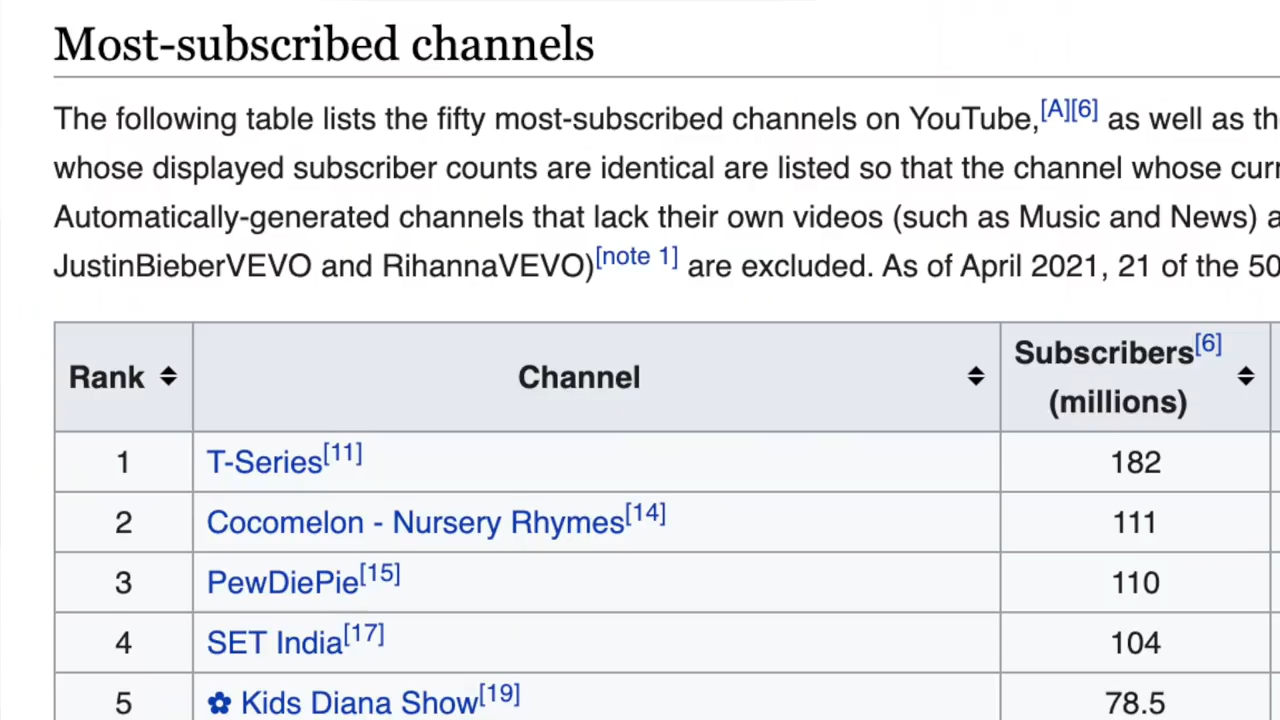 Most-subscribed channels
The following table lists the fifty most-subscribed channels on YouTube,[A][6] as well as
whose displayed subscriber counts are identical are listed so that the channel whose
Automatically-generated channels that lack their own videos (such as Music and News)
JustinBieberVEVO and RihannaVEVO)[note 1] are excluded. As of April 2021, 21 of the 50
Rank Channel Subscribers[6] (millions)
1 T-Series[11] 182
2 Cocomelon - Nursery Rhymes[14] 111
3 PewDiePie[15] 110
4 SET India[17] 104
5 ✿ Kids Diana Show[19] 78.5